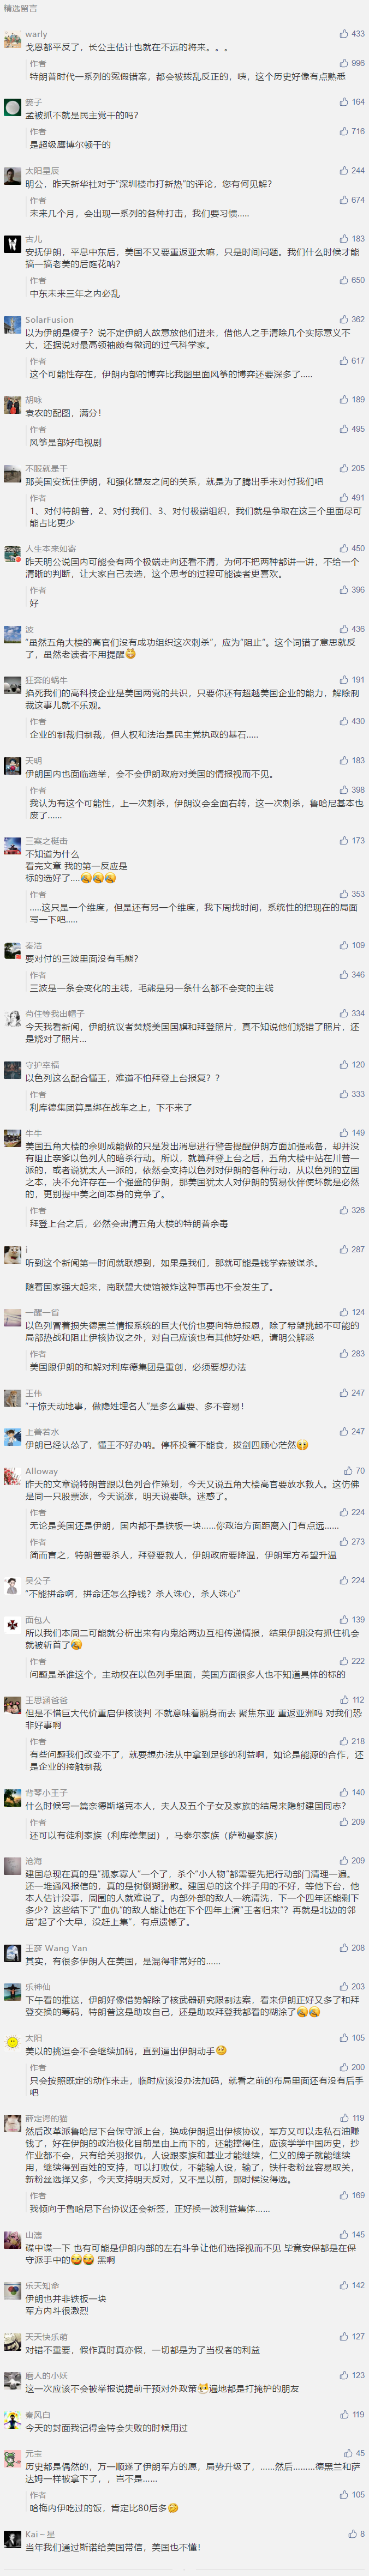 精选留言
warly 433
戈恩都平反了，长公主估计也就在不远的将来。。。
作者 996
特朗普时代一系列的冤假错案，都会被拨乱反正的，咦，这个历史好像有点熟悉
164
孟被抓不就是民主党干的吗？
作者 716
是超级鹰博尔顿干的
太阳星辰 244
明公，昨天新华社对于“深圳楼市打新热”的评论，您有何见解？
作者 674
未来几个月，会出现一系列的各种打击，我们要习惯.....
古儿 183
安抚伊朗，平息中东后，美国不又要重返亚太嘛，只是时间问题。我们什么时候才能
搞一搞老美的后庭花呐？
作者 650
中东未来三年之内必乱
SolarFusion 362
以为伊朗是傻子？说不定伊朗人故意放他们进来，借他人之手清除几个实际意义不
大，还据说对最高领袖颇有微词的过气科学家。
作者 617
这个可能性存在，伊朗内部的博弈比我图里面风筝的博弈还要深多了.....
胡咏 189
袁农的配图，满分！
作者 495
风筝是部好电视剧
不服就是干 205
那美国安抚住伊朗，和强化盟友之间的关系，就是为了腾出手来对付我们吧
作者 491
1、对付特朗普，2、对付我们、3、对付极端组织，我们就是争取在这三个里面尽可
能占比更少
人生本来如寄 450
昨天明公说国内可能会有两个极端走向还看不清，为何不把两种都讲一讲，不给一个
清晰的判断，让大家自己去选，这个思考的过程可能读者更喜欢。
作者 396
好
波 436
“虽然五角大楼的高官们没有成功组织这次刺杀”，应为“阻止”。这个词错了意思就反
了，虽然老读者不用提醒
狂奔的蜗牛 191
掐死我们的高科技企业是美国两党的共识，只要你还有超越美国企业的能力，解除制
裁这事儿就不乐观。
作者 430
企业的制裁归制裁，但人权和法治是民主党执政的基石.....
天明 183
伊朗国内也面临选举，会不会伊朗政府对美国的情报视而不见。
作者 398
我认为有这个可能性，上一次刺杀，伊朗议会全面右转，这一次刺杀，鲁哈尼基本也
废了......
三案之梃击 173
不知道为什么
看完文章 我的第一反应是
标的选好了....
作者 353
.....这只是一个维度，但是还有另一个维度，我下周找时间，系统性的把现在的局面
写一下吧.....
秦浩 109
要对付的三波里面没有毛熊？
作者 346
三波是一条会变化的主线，毛熊是另一条什么都不会变的主线
苟住等我出帽子 334
今天我看新闻，伊朗抗议者焚烧美国国旗和拜登照片，真不知说他们烧错了照片，还
是烧对了照片...
守护幸福 120
以色列这么配合懂王，难道不怕拜登上台报复？？
作者 333
利库德集团算是绑在战车之上，下不来了
牛牛 149
美国五角大楼的余则成能做的只是发出消息进行警告提醒伊朗方面加强戒备，却并没
有阻止亲爹以色列人的暗杀行动。所以，就算拜登上台之后，五角大楼中站在川普一
派的，或者说犹太人一派的，依然会支持以色列对伊朗的各种行动，从以色列的立国
之本，决不允许存在一个强盛的伊朗，那美国犹太人对伊朗的贸易伙伴使坏就是必然
的，更别提中美之间本身的竞争了。
作者 326
拜登上台之后，必然会肃清五角大楼的特朗普余毒
i 287
听到这个新闻第一时间就联想到，如果是我们，那就可能是钱学森被谋杀。
随着国家强大起来，南联盟大使馆被炸这种事再也不会发生了。
一醒一省 124
以色列冒着损失德黑兰情报系统的巨大代价也要向特总报恩，除了希望挑起不可能的
局部热战和阻止伊核协议之外，对自己应该也有其他好处吧，请明公解惑
作者 283
美国跟伊朗的和解对利库德集团是重创，必须要想办法
王伟 247
“干惊天动地事，做隐姓埋名人”是多么重要、多不容易！
上善若水 247
伊朗已经认怂了，懂王不好办呐。停杯投箸不能食，拔剑四顾心茫然
Alloway 70
昨天的文章说特朗普跟以色列合作策划，今天又说五角大楼高官要放水救人。这仿佛
是同一只股票涨，今天说涨，明天说要跌。迷惑了。
作者 224
无论是美国还是伊朗，国内都不是铁板一块......你政治方面距离入门有点远......
作者 273
简而言之，特朗普要杀人，拜登要救人，伊朗政府要降温，伊朗军方希望升温
吴公子 224
“不能拼命啊，拼命还怎么挣钱？杀人诛心，杀人诛心”
面包人 139
所以我们本周二可能就分析出来有内鬼给两边互相传递情报，结果伊朗没有抓住机会
就被斩首了
作者 222
问题是杀谁这个，主动权在以色列手里面，美国方面很多人也不知道具体的标的
王思涵爸爸 112
但是不惜巨大代价重启伊核谈判 不就意味着脱身而去 聚焦东亚 重返亚洲吗 对我们恐
非好事啊
作者 218
有些问题我们改变不了，就要想办法从中拿到足够的利益啊，如论是能源的合作，还
是企业的接触制裁
背琴小王子 140
什么时候写一篇奈德斯塔克本人，夫人及五个子女及家族的结局来隐射建国同志？
作者 209
还可以有徒利家族（利库德集团），马泰尔家族（萨勒曼家族）
沧海 209
建国总现在真的是“孤家寡人”一个了，杀个“小人物”都需要先把行动部门清理一遍。
还一堆通风报信的，真的是树倒猢狲散。建国总的这个拌子用的不好，等他下台，他
本人估计没事，周围的人就难说了。内部外部的敌人一统清洗，下一个四年还能剩下
多少？这些结下了“血仇”的敌人能让他在下个四年上演“王者归来”？再就是北边的邻
居“起了个大早，没赶上集”，有点遗憾了。
王彦 Wang Yan 208
其实，有很多伊朗人在美国，是混得非常好的......
乐神仙 203
下午看的推送，伊朗好像借势解除了核武器研究限制法案，看来伊朗正好又多了和拜
登交换的筹码，特朗普这是助攻自己，还是助攻拜登我都看的糊涂了
太阳 105
美以的挑逗会不会继续加码，直到逼出伊朗动手
作者 200
只会按照既定的动作来走，临时应该没办法加码，就看之前的布局里面还有没有后手
吧
薛定谔的猫 119
然后改革派鲁哈尼下台保守派上台，换成伊朗退出伊核协议，军方又可以走私石油赚
钱了，好在伊朗的政治极化目前是由上而下的，还能撑得住，应该学学中国历史，抄
作业都不会，只有给关羽报仇，人设跟家族和基业才能继续，仁义的牌子就能继续
用，继续得到百姓的支持，可以打败仗，不能输人设，输了，铁杆老粉丝容易取关，
新粉丝选择又多，今天支持明天反对，又不是以前，那时候没得选。
作者 169
我倾向于鲁哈尼下台协议还会新签，正好换一波利益集体......
山满 145
碟中谍一下 也有可能是伊朗内部的左右斗争让他们选择视而不见 毕竟安保都是在保
守派手中的 黑啊
乐天知命 142
伊朗也并非铁板一块
军方内斗很激烈
天天快乐萌 127
对错不重要，假作真时真亦假，一切都是为了当权者的利益
磨人的小妖 123
这一次应该不会被举报说提前干预对外政策 遍地都是打掩护的朋友
秦风白 119
今天的封面我记得金特会失败的时候用过
元宝 45
历史都是偶然的，万一顺遂了伊朗军方的愿，局势升级了，......然后.........德黑兰和萨
达姆一样被拿下了，，岂不是......
作者 105
哈梅内伊吃过的饭，肯定比80后多
Kai－星 8
当年我们通过斯诺给美国带信，美国也不懂！